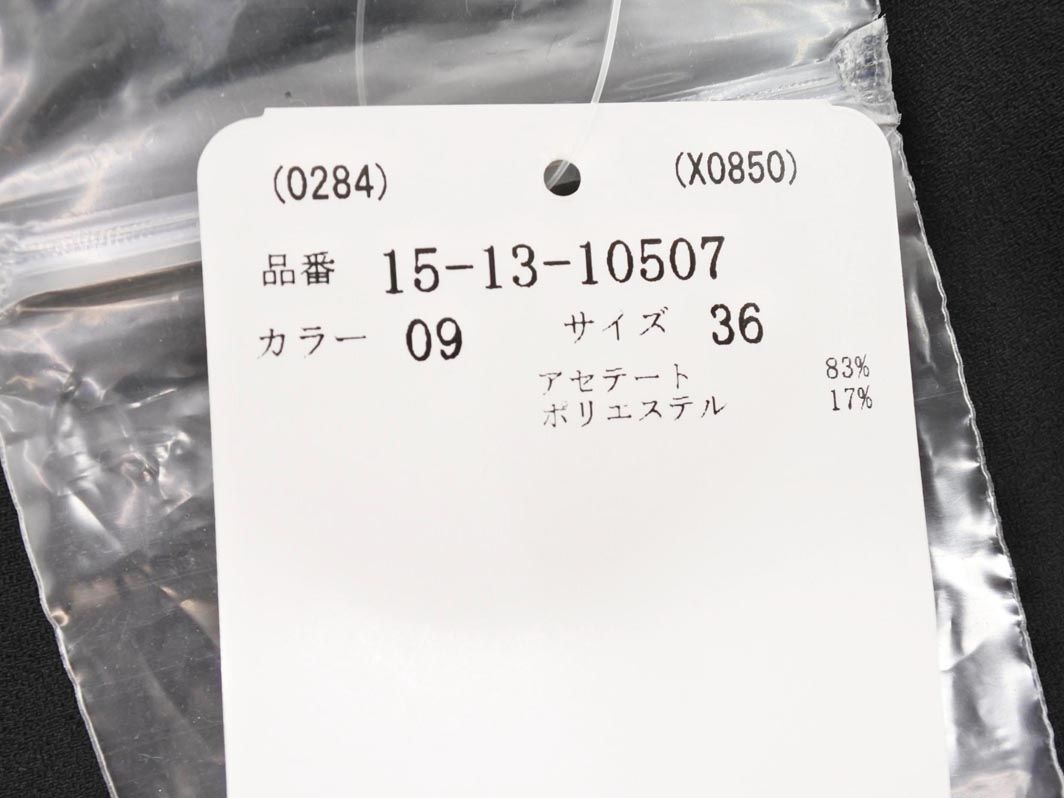 (0284) (X0850)
品番 15-13-10507
カラー 09 サイズ 36
アセテート 83%
ポリエステル 17%